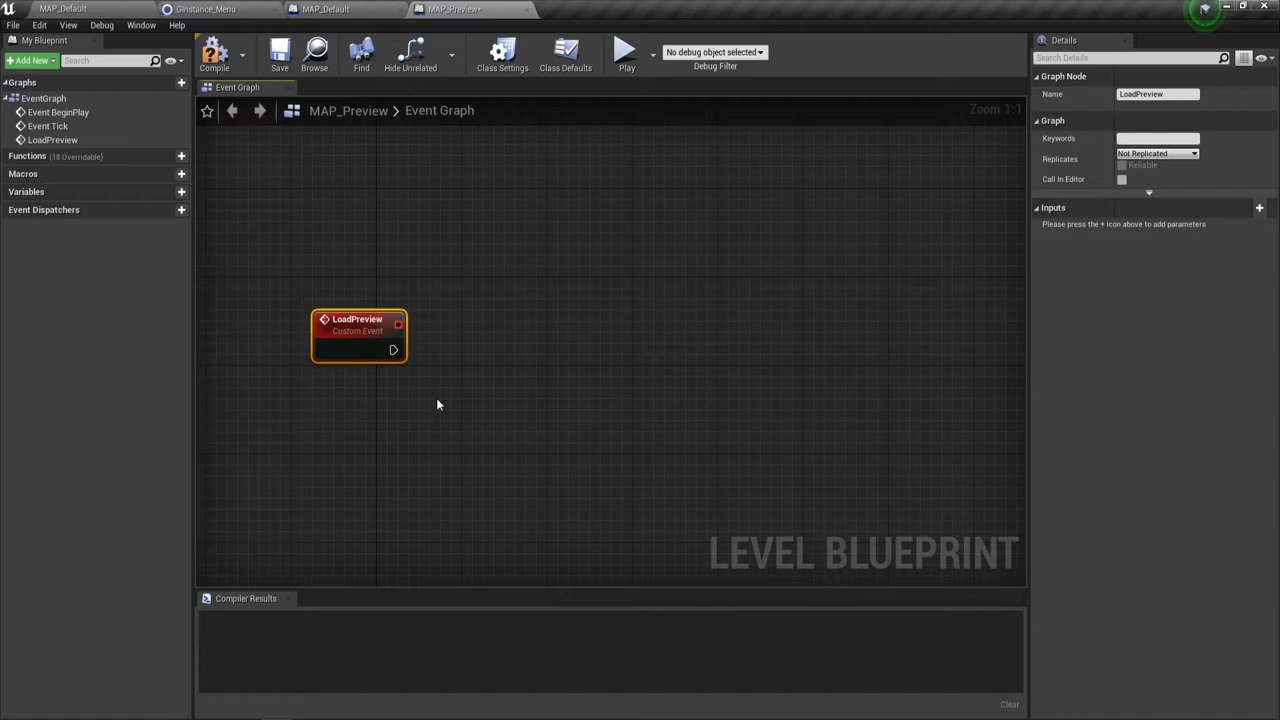 MAP_Default
GInstance_Menu
MAP_Default
MAP_Preview*
File Edit View Debug Window Help
My Blueprint
Add New
Search
Graphs
EventGraph
Event BeginPlay
Event Tick
LoadPreview
Functions (18 Overridable)
Macros
Variables
Event Dispatchers
Compile
Save
Browse
Find
Hide Unrelated
Class Settings
Class Defaults
Play
No debug object selected
Debug Filter
Event Graph
MAP_Preview > Event Graph
Zoom 1:1
LoadPreview
Custom Event
LEVEL BLUEPRINT
Compiler Results
Clear
Details
Search Details
Graph Node
Name LoadPreview
Graph
Keywords
Replicates Not Replicated
Reliable
Call In Editor
Inputs
Please press the + icon above to add parameters